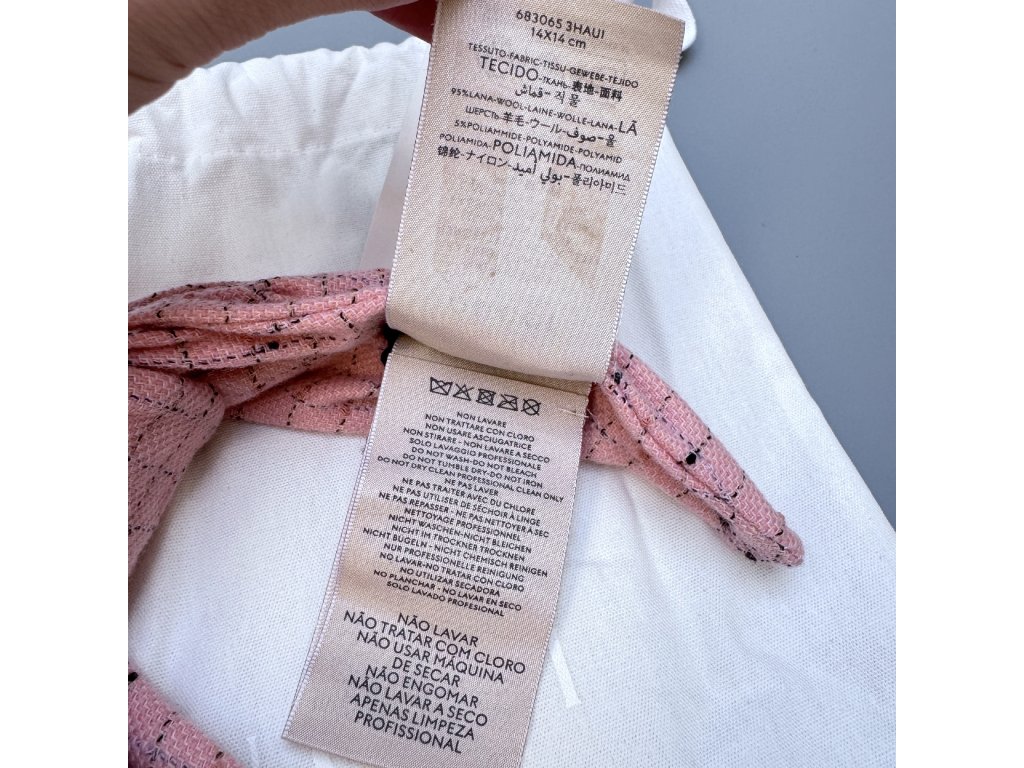 683065 3HAUI
14X14 cm
TESSUTO-FABRIC-TISSU-GEWEBE-TEJIDO
TECIDO-ТКАНЬ-表地-面料
قماش-직물
95%LANA-WOOL-LAINE-WOLLE-LANA-LÃ
ШЕРСТЬ-羊毛-ウール-صوف-울
5%POLIAMMIDE-POLYAMIDE-POLYAMID
POLIAMIDA-POLIAMIDA-ПОЛИАМИД
锦纶-ナイロン-بولي أميد-폴리아미드
NON LAVARE
NON TRATTARE CON CLORO
NON USARE ASCIUGATRICE
NON STIRARE - NON LAVARE A SECCO
SOLO LAVAGGIO PROFESSIONALE
DO NOT WASH-DO NOT BLEACH
DO NOT TUMBLE DRY-DO NOT IRON
DO NOT DRY CLEAN PROFESSIONAL CLEAN ONLY
NE PAS LAVER
NE PAS TRAITER AVEC DU CHLORE
NE PAS UTILISER DE SÉCHOIR À LINGE
NE PAS REPASSER - NE PAS NETTOYER À SEC
NETTOYAGE PROFESSIONNEL
NICHT WASCHEN-NICHT BLEICHEN
NICHT IM TROCKNER TROCKNEN
NICHT BÜGELN - NICHT CHEMISCH REINIGEN
NUR PROFESSIONELLE REINIGUNG
NO LAVAR-NO TRATAR CON CLORO
NO UTILIZAR SECADORA
NO PLANCHAR - NO LAVAR EN SECO
SOLO LAVADO PROFESIONAL
NÃO LAVAR
NÃO TRATAR COM CLORO
NÃO USAR MÁQUINA
DE SECAR
NÃO ENGOMAR
NÃO LAVAR A SECO
APENAS LIMPEZA
PROFISSIONAL